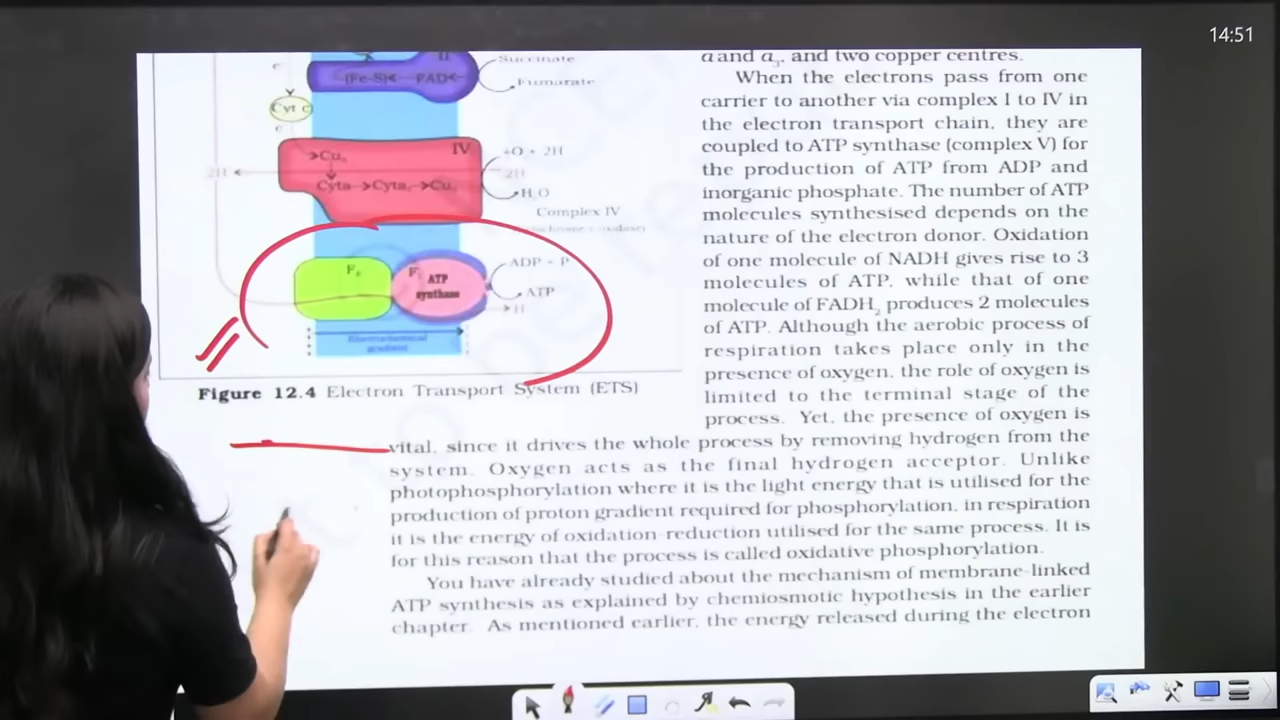 14:51
II
Succinate
(Fe-S) FAD
Fumarate
e
Cyt c
e
IV
Cu
2H
Cyta Cyta Cu
+O + 2H
2H
H O
Complex IV
F
F
ATP
synthase
ADP + P
ATP
H
Electrochemical
gradient
Figure 12.4 Electron Transport System (ETS)
a and a₃, and two copper centres.
When the electrons pass from one
carrier to another via complex I to IV in
the electron transport chain, they are
coupled to ATP synthase (complex V) for
the production of ATP from ADP and
inorganic phosphate. The number of ATP
molecules synthesised depends on the
nature of the electron donor. Oxidation
of one molecule of NADH gives rise to 3
molecules of ATP, while that of one
molecule of FADH₂ produces 2 molecules
of ATP. Although the aerobic process of
respiration takes place only in the
presence of oxygen, the role of oxygen is
limited to the terminal stage of the
process. Yet, the presence of oxygen is
vital, since it drives the whole process by removing hydrogen from the
system. Oxygen acts as the final hydrogen acceptor. Unlike
photophosphorylation where it is the light energy that is utilised for the
production of proton gradient required for phosphorylation, in respiration
it is the energy of oxidation-reduction utilised for the same process. It is
for this reason that the process is called oxidative phosphorylation.
You have already studied about the mechanism of membrane-linked
ATP synthesis as explained by chemiosmotic hypothesis in the earlier
chapter. As mentioned earlier, the energy released during the electron